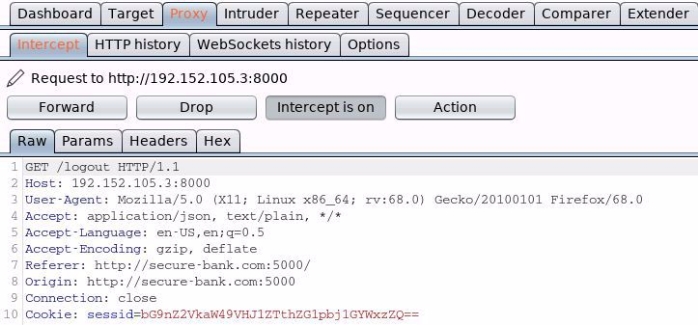 Dashboard Target Proxy Intruder Repeater Sequencer Decoder Comparer Extender
Intercept HTTP history WebSockets history Options
Request to http://192.152.105.3:8000
Forward Drop Intercept is on Action
Raw Params Headers Hex
1 GET /logout HTTP/1.1
2 Host: 192.152.105.3:8000
3 User-Agent: Mozilla/5.0 (X11; Linux x86_64; rv:68.0) Gecko/20100101 Firefox/68.0
4 Accept: application/json, text/plain, */*
5 Accept-Language: en-US,en;q=0.5
6 Accept-Encoding: gzip, deflate
7 Referer: http://secure-bank.com:5000/
8 Origin: http://secure-bank.com:5000
9 Connection: close
10 Cookie: sessid=bG9nZ2VkaW49VHJ1ZTthZG1pbj1GYWxzZQ==